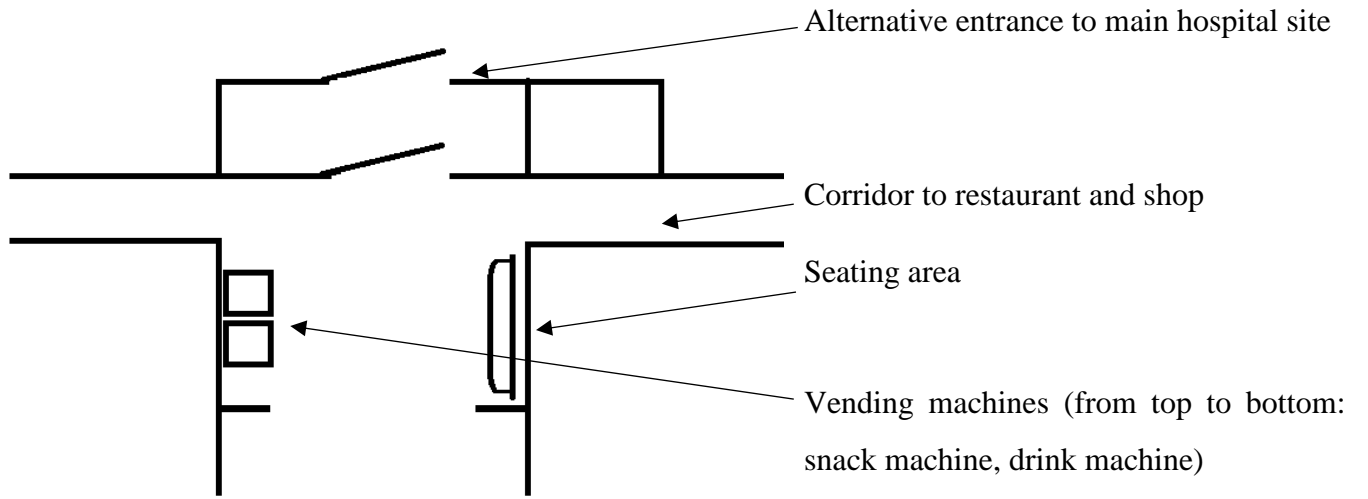 Alternative entrance to main hospital site
Corridor to restaurant and shop
Seating area
Vending machines (from top to bottom:
snack machine, drink machine)